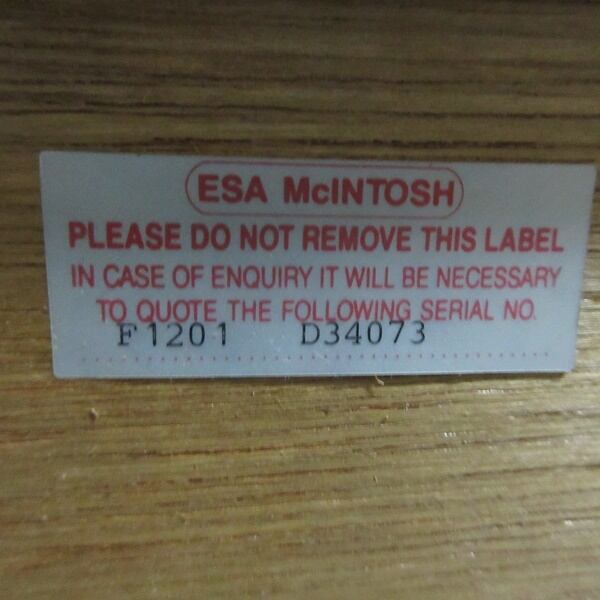 ESA McINTOSH
PLEASE DO NOT REMOVE THIS LABEL
IN CASE OF ENQUIRY IT WILL BE NECESSARY
TO QUOTE THE FOLLOWING SERIAL NO.
F1201 D34073